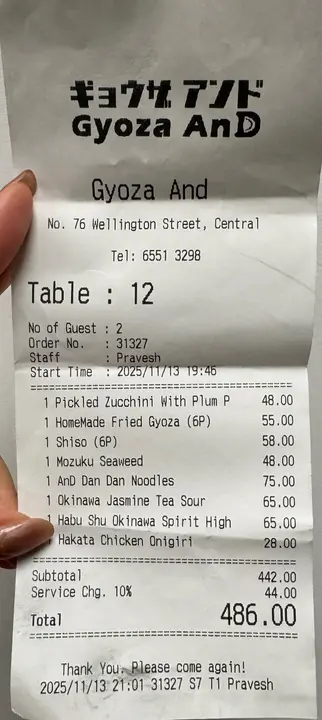 ギョウザ アンド
Gyoza AnD
Gyoza And
No. 76 Wellington Street, Central
Tel: 6551 3298
Table : 12
No of Guest : 2
Order No. : 31327
Staff : Pravesh
Start Time : 2025/11/13 19:46
1 Pickled Zucchini With Plum P 48.00
1 HomeMade Fried Gyoza (6P) 55.00
1 Shiso (6P) 58.00
1 Mozuku Seaweed 48.00
1 AnD Dan Dan Noodles 75.00
1 Okinawa Jasmine Tea Sour 65.00
1 Habu Shu Okinawa Spirit High 65.00
Hakata Chicken Onigiri 28.00
Subtotal 442.00
Service Chg. 10% 44.00
Total 486.00
Thank You. Please come again!
2025/11/13 21:01 31327 S7 T1 Pravesh